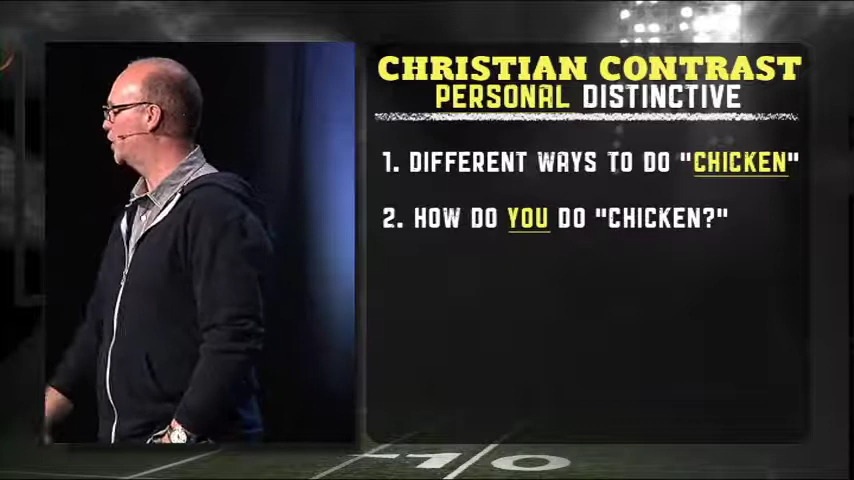 CHRISTIAN CONTRAST
PERSONAL DISTINCTIVE
1. DIFFERENT WAYS TO DO "CHICKEN"
2. HOW DO YOU DO "CHICKEN?"
-10